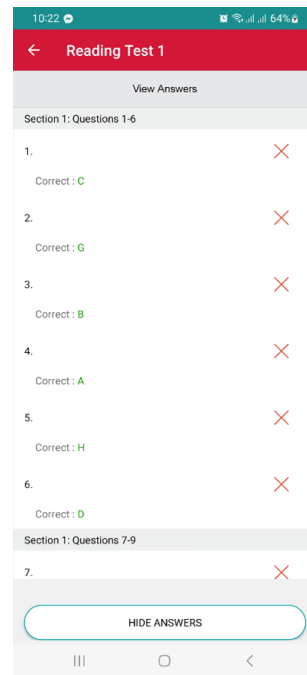 10:22 64%
Reading Test 1
View Answers
Section 1: Questions 1-6
1.
Correct : C
2.
Correct : G
3.
Correct : B
4.
Correct : A
5.
Correct : H
6.
Correct : D
Section 1: Questions 7-9
7.
HIDE ANSWERS